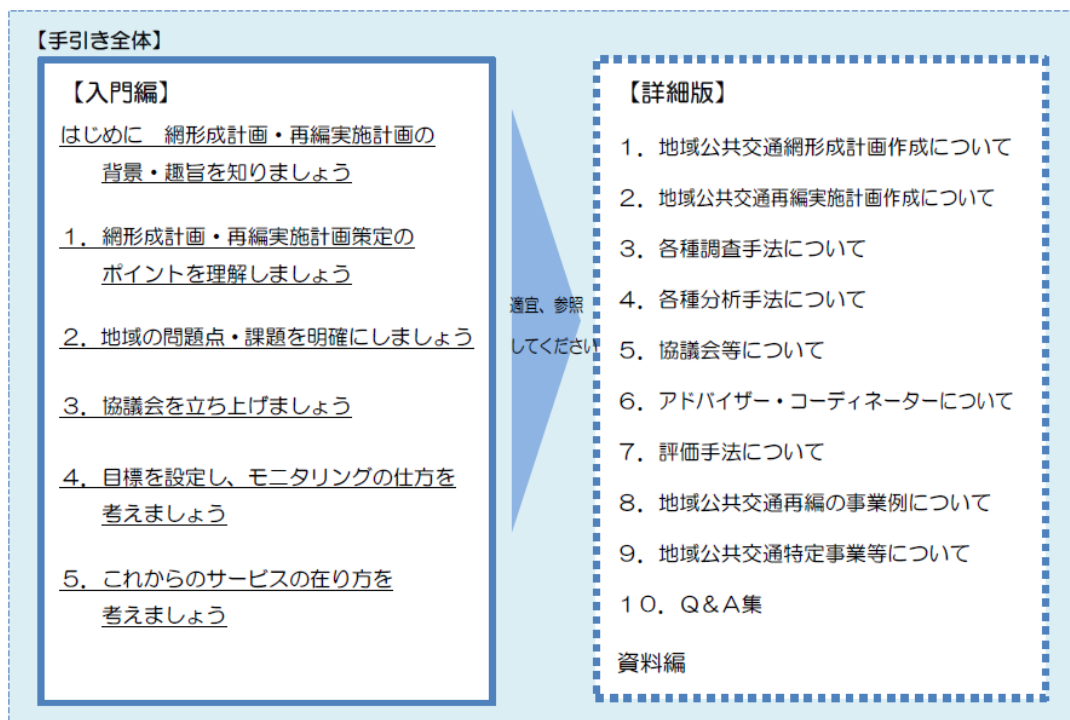 【手引き全体】
【入門編】
はじめに　網形成計画・再編実施計画の
背景・趣旨を知りましょう
１．網形成計画・再編実施計画策定の
ポイントを理解しましょう
２．地域の問題点・課題を明確にしましょう
３．協議会を立ち上げましょう
４．目標を設定し、モニタリングの仕方を
考えましょう
５．これからのサービスの在り方を
考えましょう
適宜、参照
してください
【詳細版】
１．地域公共交通網形成計画作成について
２．地域公共交通再編実施計画作成について
３．各種調査手法について
４．各種分析手法について
５．協議会等について
６．アドバイザー・コーディネーターについて
７．評価手法について
８．地域公共交通再編の事業例について
９．地域公共交通特定事業等について
１０．Ｑ＆Ａ集
資料編